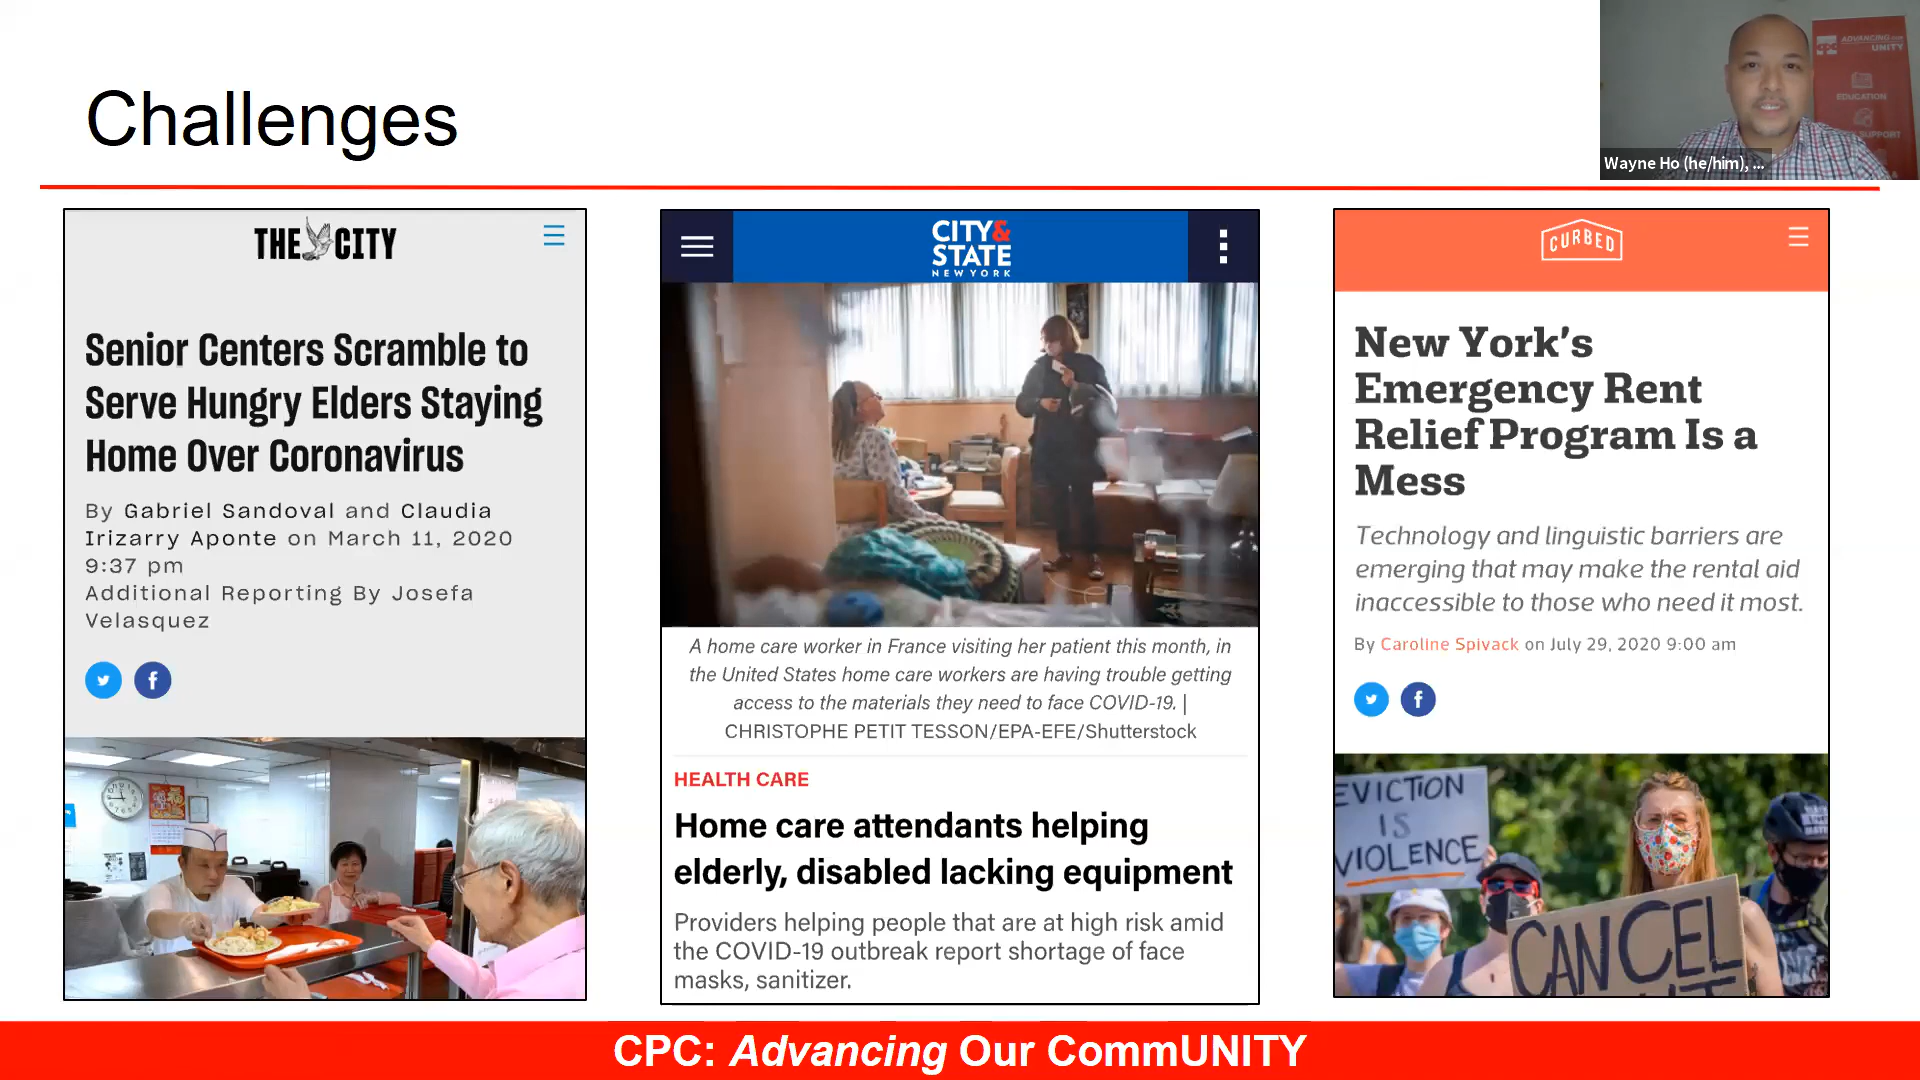 Challenges
ADVANCING OUR
UNITY
EDUCATION
SUPPORT
Wayne Ho (he/him), ...
THE CITY
Senior Centers Scramble to
Serve Hungry Elders Staying
Home Over Coronavirus
By Gabriel Sandoval and Claudia
Irizarry Aponte on March 11, 2020
9:37 pm
Additional Reporting By Josefa
Velasquez
CITY&
STATE
NEW YORK
A home care worker in France visiting her patient this month, in
the United States home care workers are having trouble getting
access to the materials they need to face COVID-19. |
CHRISTOPHE PETIT TESSON/EPA-EFE/Shutterstock
HEALTH CARE
Home care attendants helping
elderly, disabled lacking equipment
Providers helping people that are at high risk amid
the COVID-19 outbreak report shortage of face
masks, sanitizer.
CURBED
New York's
Emergency Rent
Relief Program Is a
Mess
Technology and linguistic barriers are
emerging that may make the rental aid
inaccessible to those who need it most.
By Caroline Spivack on July 29, 2020 9:00 am
EVICTION
IS
VIOLENCE
CANCEL
CPC: Advancing Our CommUNITY